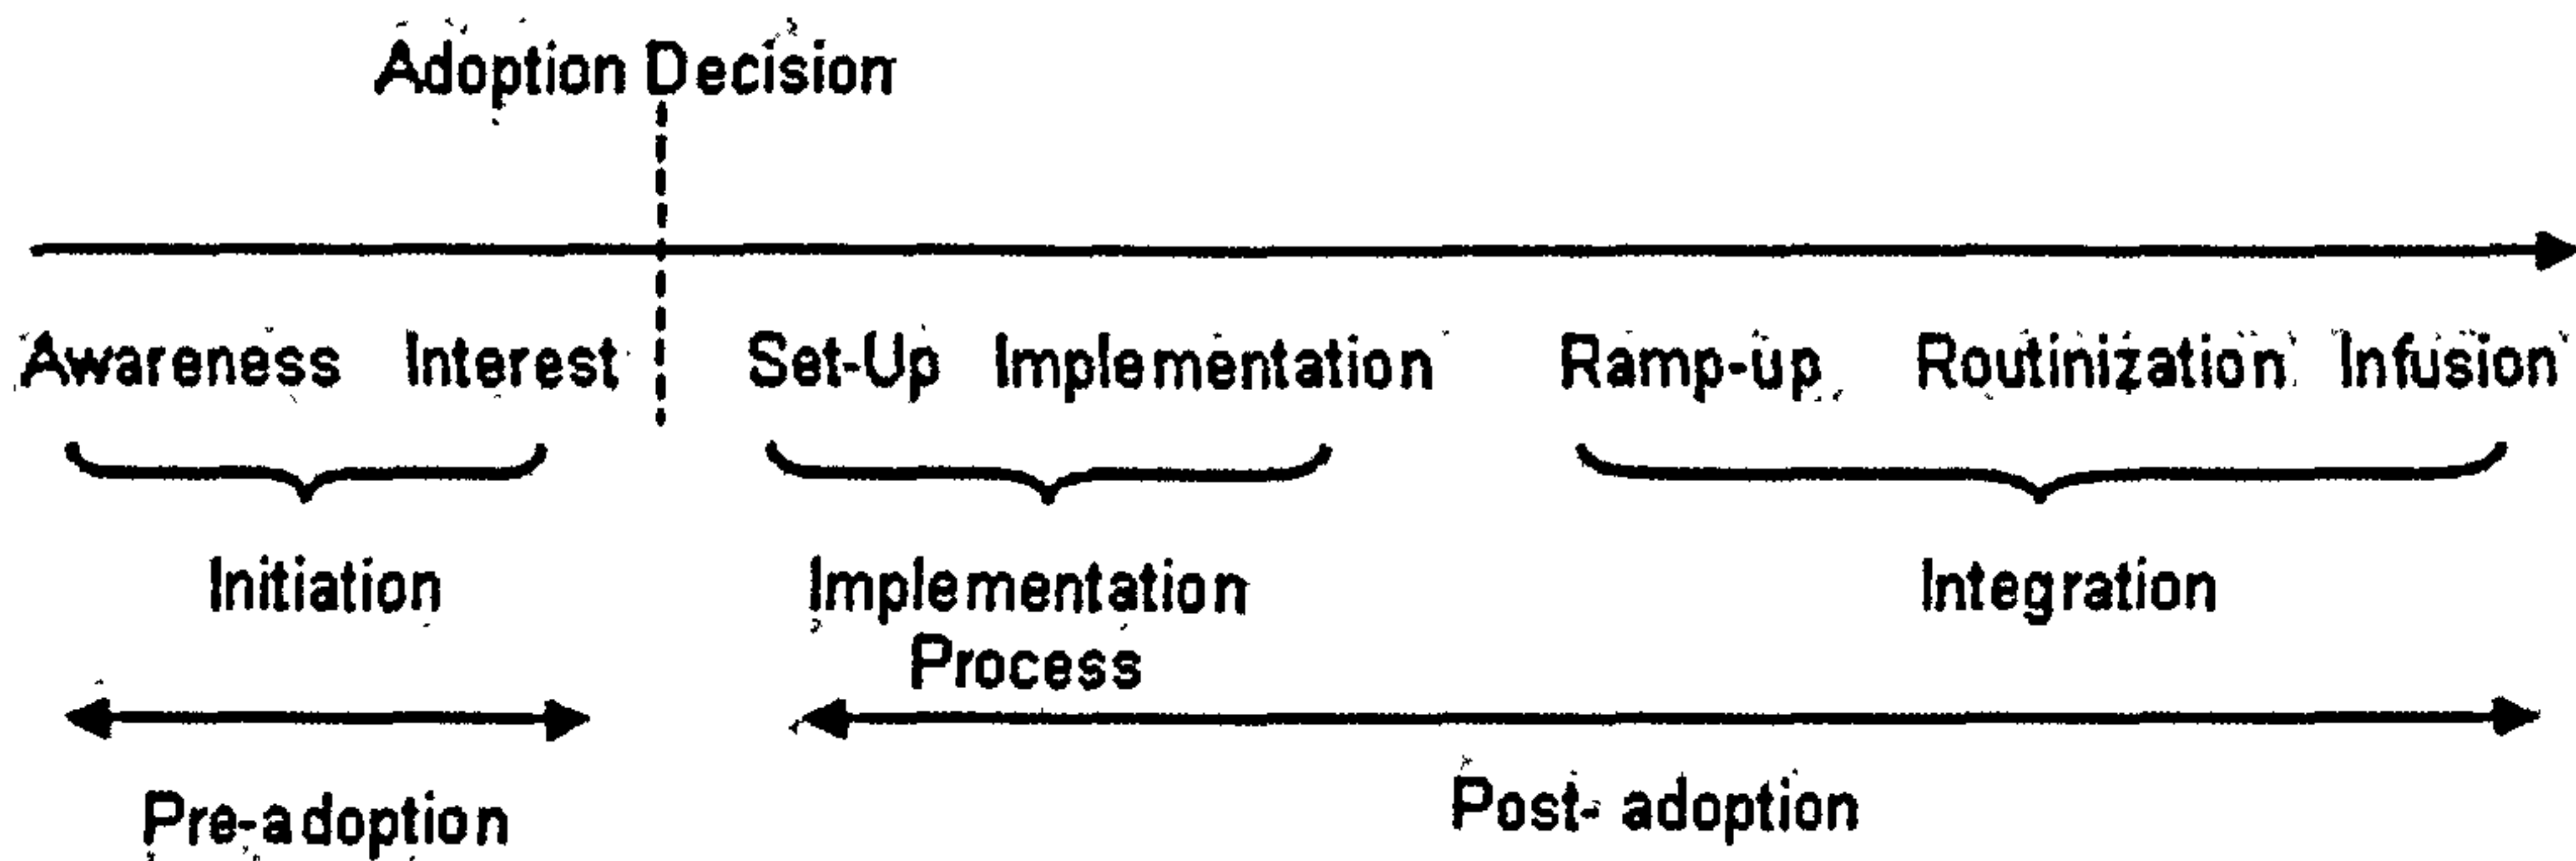 Adoption Decision
Awareness Interest Set-Up Implementation Ramp-up Routinization Infusion
Initiation Implementation Process Integration
Pre-adoption Post- adoption